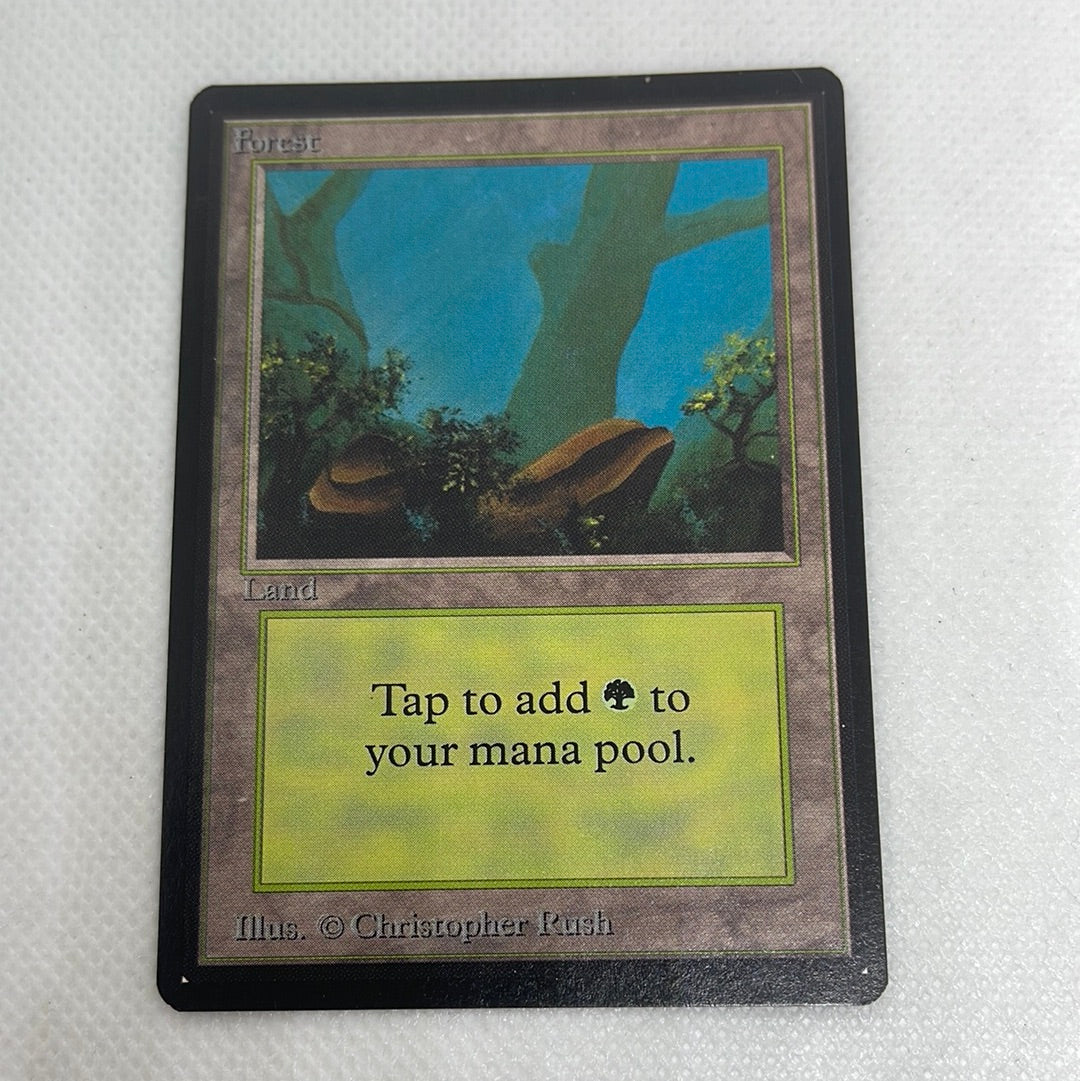 Forest
Land
Tap to add to
your mana pool.
Illus. © Christopher Rush